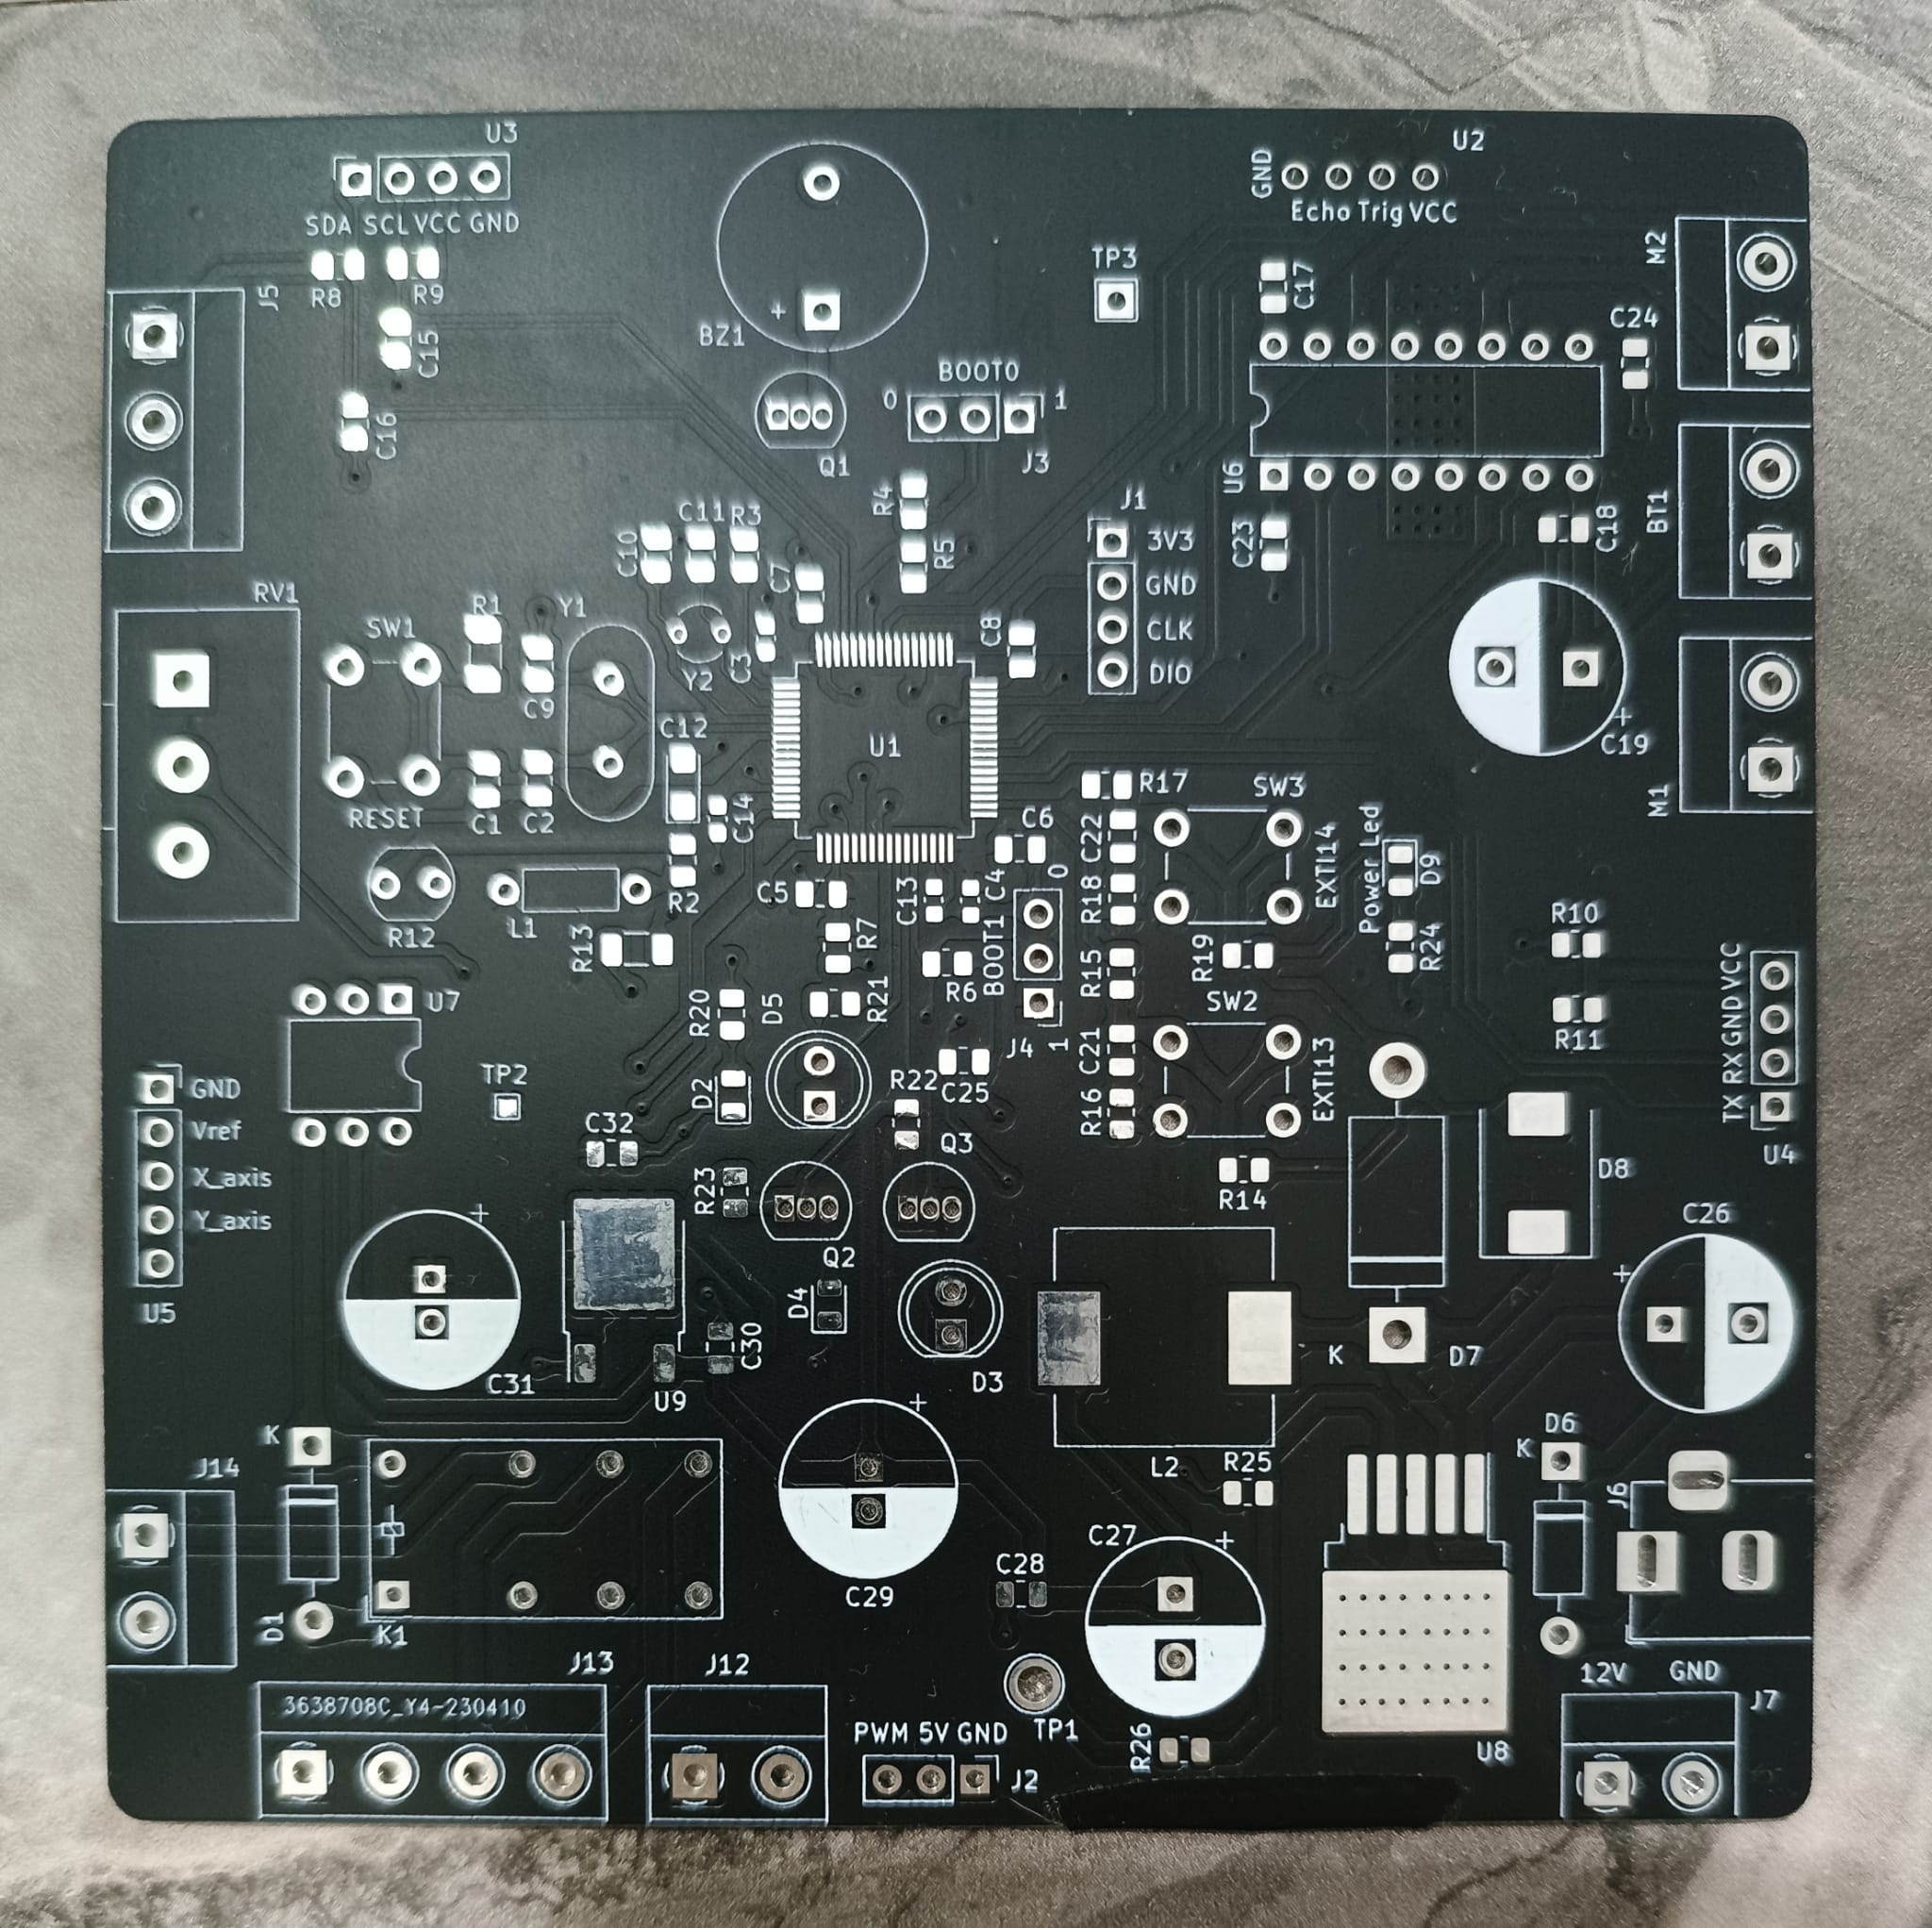 U3
U2
GND
SDA SCL VCC GND
Echo Trig VCC
M2
J5
R8
R9
TP3
C17
+
BZ1
C24
C15
BOOT0
0
1
C16
Q1
J3
U6
R4
J1
BT1
C10
C11
R3
R5
3V3
C23
C18
C7
GND
RV1
R1
Y1
SW1
C8
CLK
C3
Y2
DIO
C9
C12
U1
+
C19
R17
SW3
M1
RESET
C1
C2
C14
C6
C22
EXTI14
Power Led
D9
0
R2
C5
C13
C4
R18
R12
L1
R13
R7
BOOT1
R19
R24
R10
R6
R15
VCC
GND
RX
TX
U7
R20
D5
R21
SW2
J4
1
R11
TP2
GND
D2
R22
C25
C21
EXTI13
Vref
C32
R16
Q3
U4
X_axis
R23
R14
D8
Y_axis
+
Q2
C26
U5
D4
+
C31
U9
C30
D3
K
D7
+
K
J14
L2
R25
D6
K
J6
C27
+
C28
C29
D1
K1
J13
J12
12V
GND
3638708C_Y4-230410
TP1
J7
PWM 5V GND
R26
U8
J2